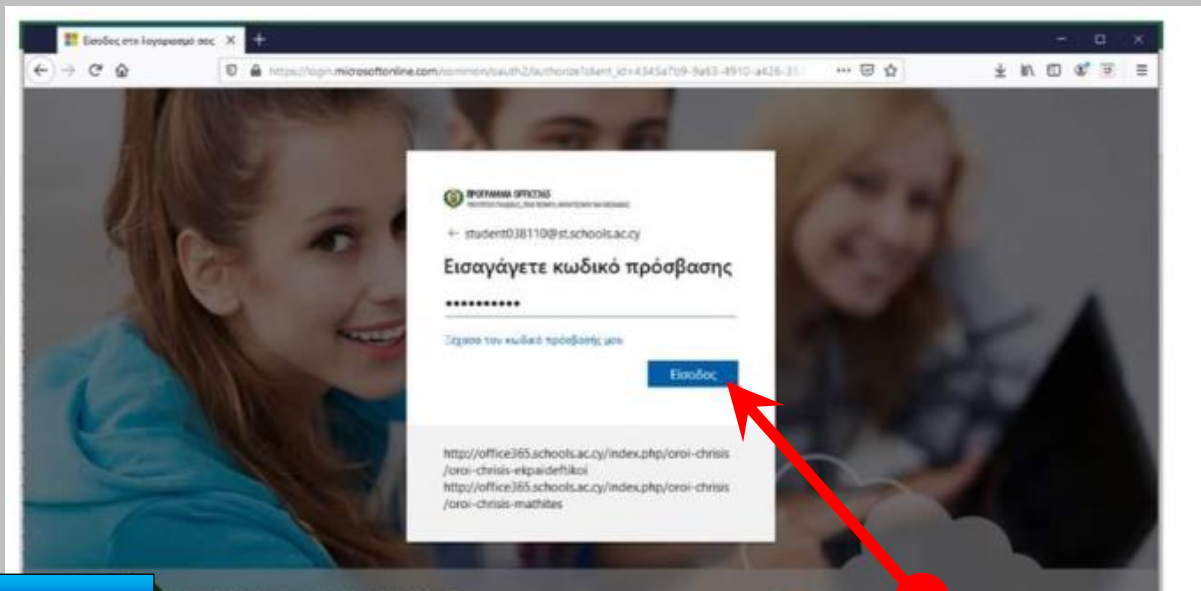 Είσοδος στο λογαριασμό σας
https://login.microsoftonline.com/common/oauth2/authorize?client_id=4345a7b9-9a63-4910-a426-35
ΠΡΟΓΡΑΜΜΑ OFFICE365
student038110@st.schools.ac.cy
Εισαγάγετε κωδικό πρόσβασης
••••••••••
Ξέχασα τον κωδικό πρόσβασής μου
Είσοδος
http://office365.schools.ac.cy/index.php/oroi-chrisis
/oroi-chrisis-ekpaideftikoi
http://office365.schools.ac.cy/index.php/oroi-chrisis
/oroi-chrisis-mathites